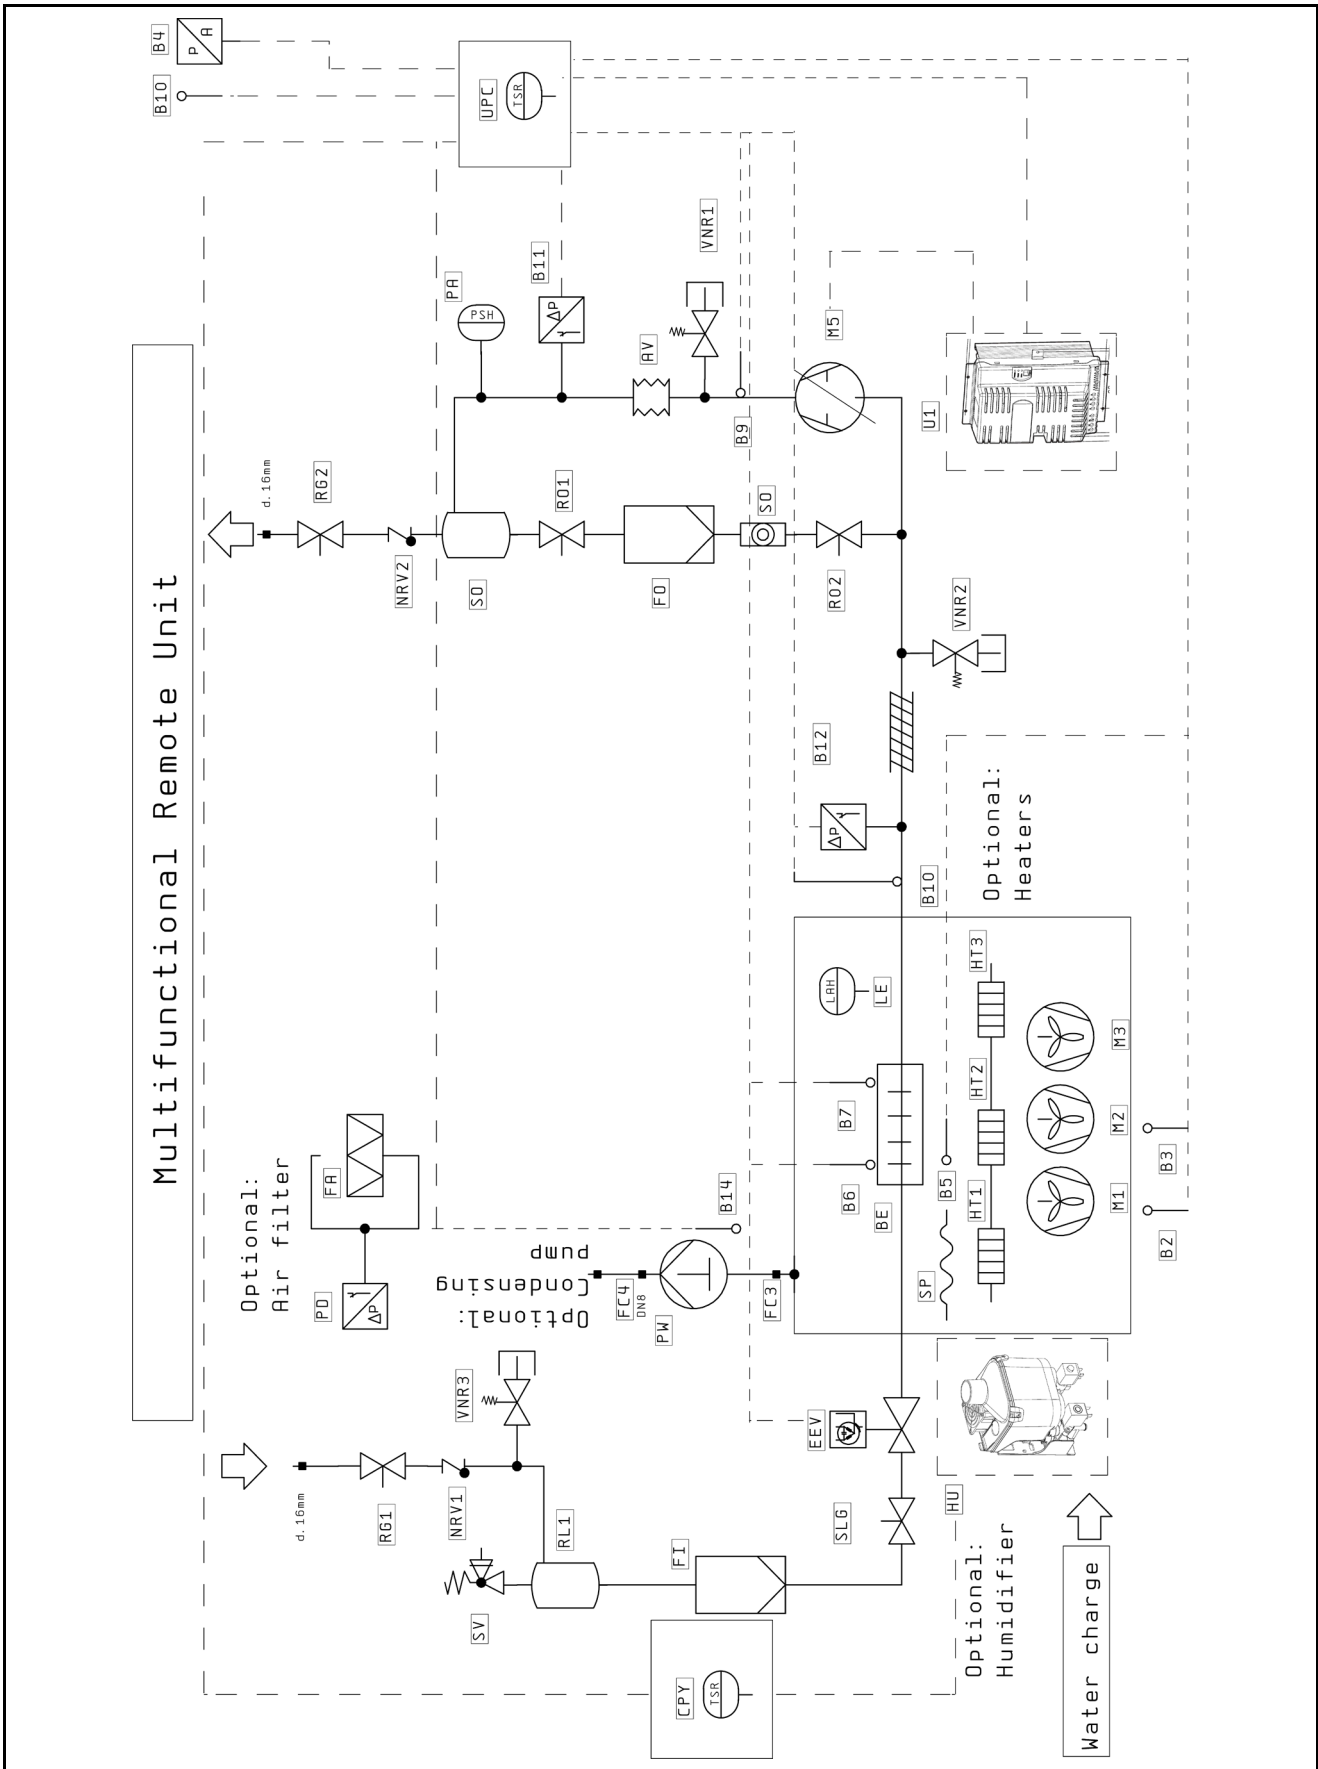 Multifunctional Remote Unit
B4
P
A
B10
UPC
TSR
PA
PSH
B11
ΔP
AV
VNR1
B9
M5
U1
d.16mm
RG2
NRV2
SO
RO1
FO
SO
RO2
VNR2
B12
ΔP
B10
Optional:
Heaters
LAH
LE
B7
B6
BE
B5
SP
HT1
HT2
HT3
M1
M2
M3
B2
B3
Optional:
Air filter
FA
PD
ΔP
B14
Optional:
Condensing
pump
FC4
DN8
PW
FC3
VNR3
EEV
d.16mm
RG1
NRV1
RL1
SV
FI
SLG
HU
CPY
TSR
Optional:
Humidifier
Water charge